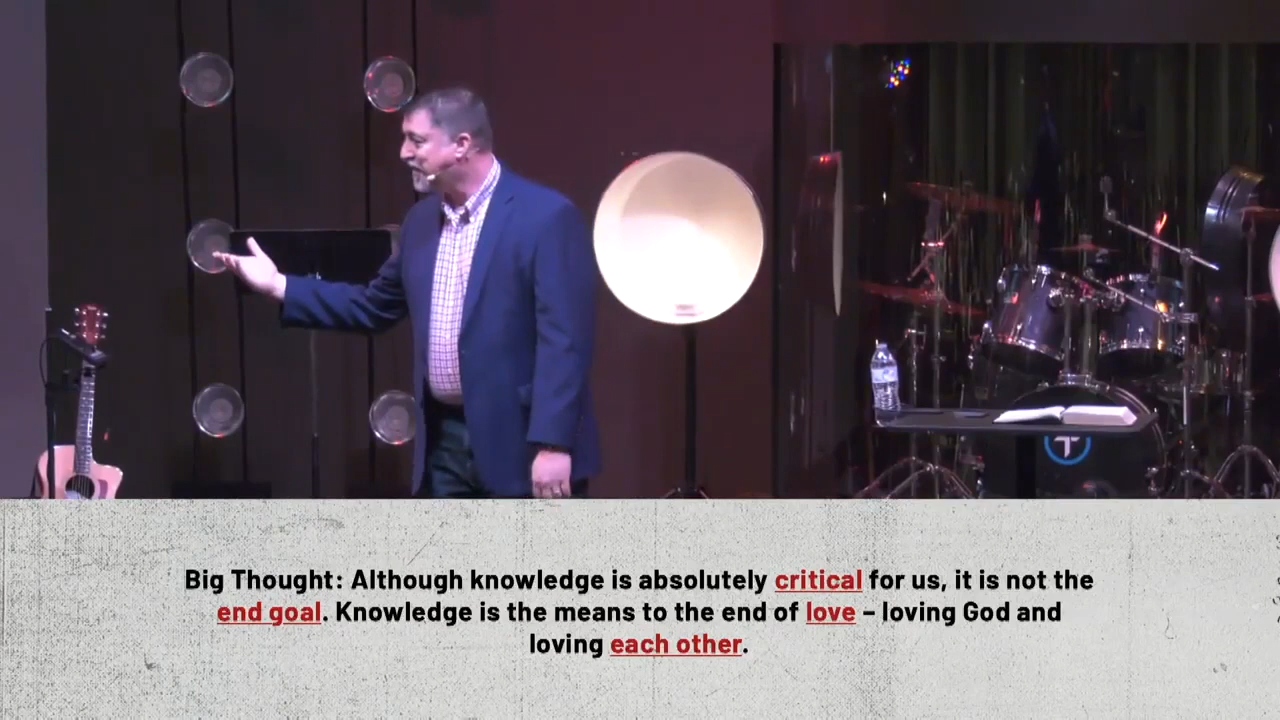 Big Thought: Although knowledge is absolutely critical for us, it is not the
end goal. Knowledge is the means to the end of love – loving God and
loving each other.